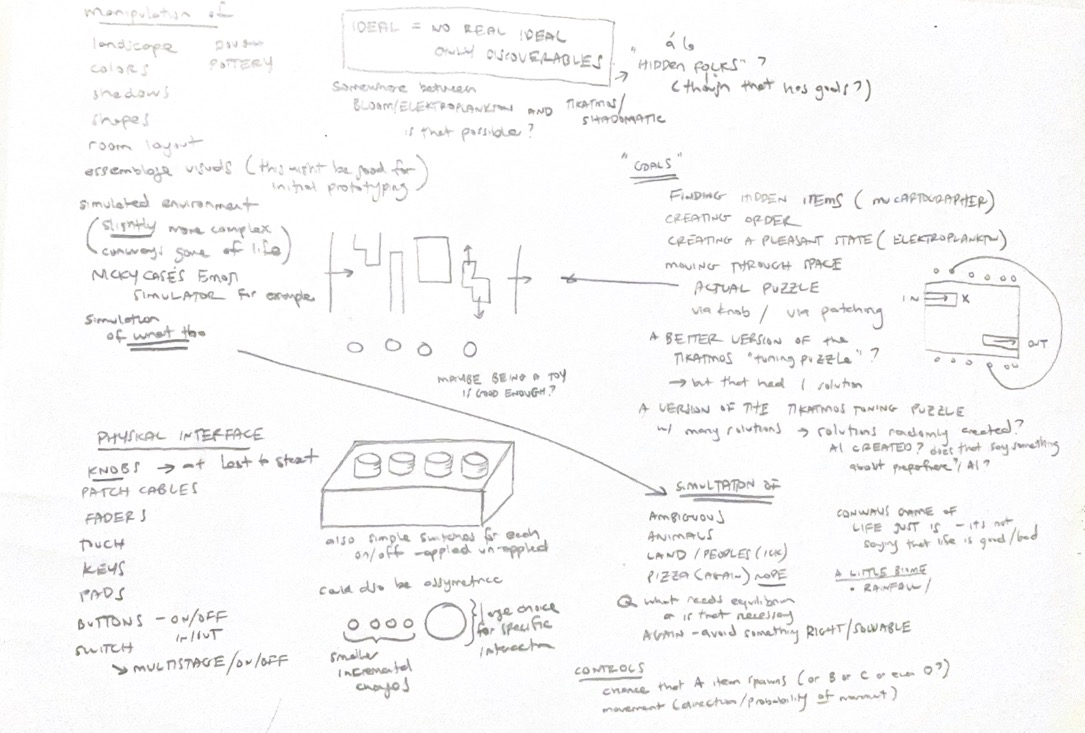 manipulation of
landscape
colors
shadows
shapes
room layout
POTTERY
assemblage visuals (this might be good for
initial prototyping)
simulated environment
(slightly more complex
conways game of life)
NICKY CASE'S EMOJI
SIMULATOR for example
simulation
of what tho
IDEAL = NO REAL IDEAL
ONLY DISCOVERABLES
somewhere between
BLOOM/ELEKTROPLANKTON AND TIKATMOS/
SHADOMATIC
is that possible?
"HIDDEN FOLKS"?
(though that has goals?)
MAYBE BEING A TOY
IS GOOD ENOUGH?
"GOALS"
FINDING HIDDEN ITEMS (MUCARTOGRAPHER)
CREATING ORDER
CREATING A PLEASANT STATE (ELEKTROPLANKTON)
MOVING THROUGH SPACE
ACTUAL PUZZLE
via knob / via patching
A BETTER VERSION OF the
TIKATMOS "tuning puzzle"?
→ but that had 1 solution
A VERSION OF THE TIKATMOS TUNING PUZZLE
w/ many solutions → solutions randomly created?
AI CREATED? does that say something
about / AI?
IN X
OUT
PHYSICAL INTERFACE
KNOBS → at least to start
PATCH CABLES
FADERS
TOUCH
KEYS
PADS
BUTTONS - ON/OFF
IN/OUT
SWITCH
↘ MULTISTAGE/ON/OFF
also simple switches for each
on/off - applied un-applied
could also be assymetrice
smaller
incremental
changes
large choice
for specific
interaction
SIMULTATION OF
AMBIGUOUS
ANIMALS
LAND/PEOPLES (ICK)
PIZZA (AGAIN) NOPE
Q what needs equilibrium
or is that necessary
AGAIN - avoid something RIGHT/SOLVABLE
CONWAYS GAME OF
LIFE JUST IS - its not
saying that life is good/bad
A LITTLE BIOME
• RAINFALL/
CONTROLS
chance that A item spawns (or B or C or even D?)
movement (direction/probability of)